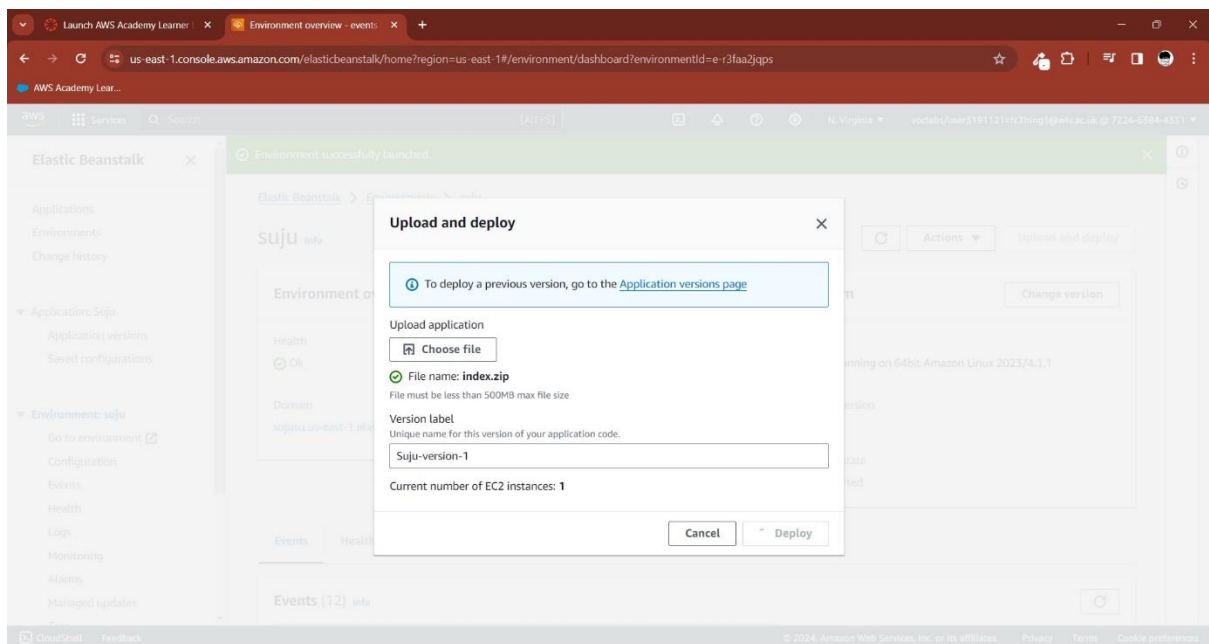 Launch AWS Academy Learner
Environment overview - events
us-east-1.console.aws.amazon.com/elasticbeanstalk/home?region=us-east-1#/environment/dashboard?environmentId=e-r3faa2jqps
AWS Academy Lear...
aws Services Search [Alt+S] N. Virginia
Elastic Beanstalk
Environment successfully launched.
Applications
Environments
Change history
Application: Suju
Application versions
Saved configurations
Environment: suju
Go to environment
Configuration
Events
Health
Logs
Monitoring
Alarms
Managed updates
Elastic Beanstalk >
suju Info
Actions Upload and deploy
Environment
Change version
Health
Ok
Domain
running on 64bit Amazon Linux 2023/4.1.1
Upload and deploy
To deploy a previous version, go to the Application versions page
Upload application
Choose file
File name: index.zip
File must be less than 500MB max file size
Version label
Unique name for this version of your application code.
Suju-version-1
Current number of EC2 instances: 1
Cancel Deploy
Events Health
Events (12) Info
CloudShell Feedback © 2024, Amazon Web Services, Inc. or its affiliates. Privacy Terms Cookie preferences